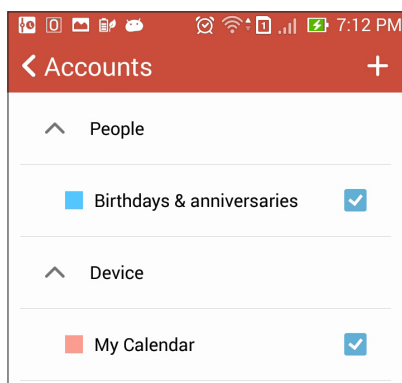 7:12 PM
Accounts
People
Birthdays & anniversaries
Device
My Calendar